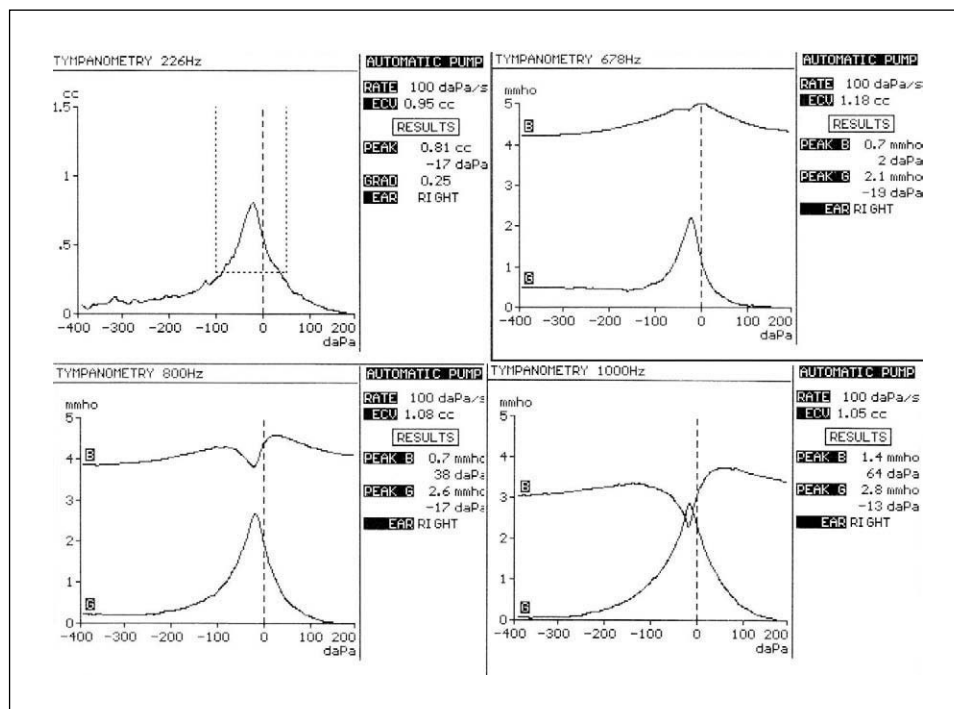 TYMPANOMETRY 226Hz
AUTOMATIC PUMP
RATE 100 daPa/s
ECV 0.95 cc
RESULTS
PEAK 0.81 cc
-17 daPa
GRAD 0.25
EAR RIGHT
cc
1.5
1
.5
0
-400 -300 -200 -100 0 100 200
daPa
TYMPANOMETRY 678Hz
AUTOMATIC PUMP
RATE 100 daPa/s
ECV 1.18 cc
RESULTS
PEAK B 0.7 mmho
2 daPa
PEAK G 2.1 mmho
-19 daPa
EAR RIGHT
mmho
5
B
4
3
2
1
G
0
-400 -300 -200 -100 0 100 200
daPa
TYMPANOMETRY 800Hz
AUTOMATIC PUMP
RATE 100 daPa/s
ECV 1.08 cc
RESULTS
PEAK B 0.7 mmho
38 daPa
PEAK G 2.6 mmho
-17 daPa
EAR RIGHT
mmho
5
B
4
3
2
1
G
0
-400 -300 -200 -100 0 100 200
daPa
TYMPANOMETRY 1000Hz
AUTOMATIC PUMP
RATE 100 daPa/s
ECV 1.05 cc
RESULTS
PEAK B 1.4 mmho
64 daPa
PEAK G 2.8 mmho
-13 daPa
EAR RIGHT
mmho
5
4
B
3
2
1
G
0
-400 -300 -200 -100 0 100 200
daPa